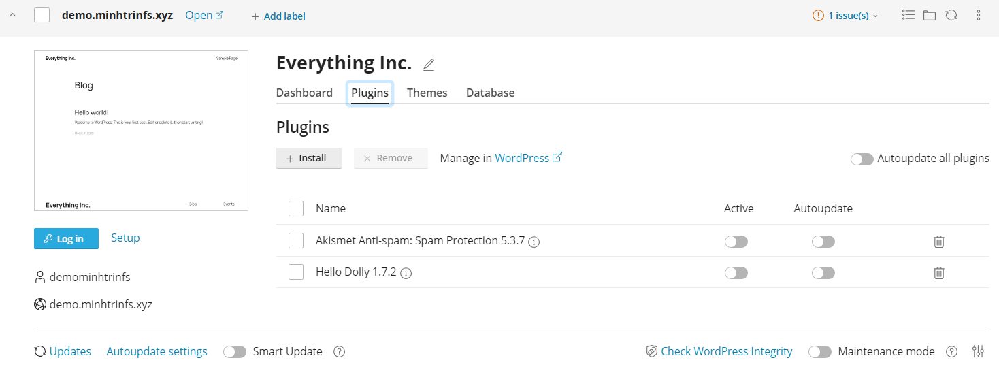 demo.minhtrinfs.xyz Open + Add label 1 issue(s)
Everything Inc. Sample Page
Blog
Hello world!
Welcome to WordPress. This is your first post. Edit or delete it, then start writing!
Everything Inc. Blog Events
Log in Setup
demominhtrinfs
demo.minhtrinfs.xyz
Everything Inc.
Dashboard Plugins Themes Database
Plugins
+ Install × Remove Manage in WordPress Autoupdate all plugins
Name Active Autoupdate
Akismet Anti-spam: Spam Protection 5.3.7
Hello Dolly 1.7.2
Updates Autoupdate settings Smart Update ? Check WordPress Integrity Maintenance mode ?